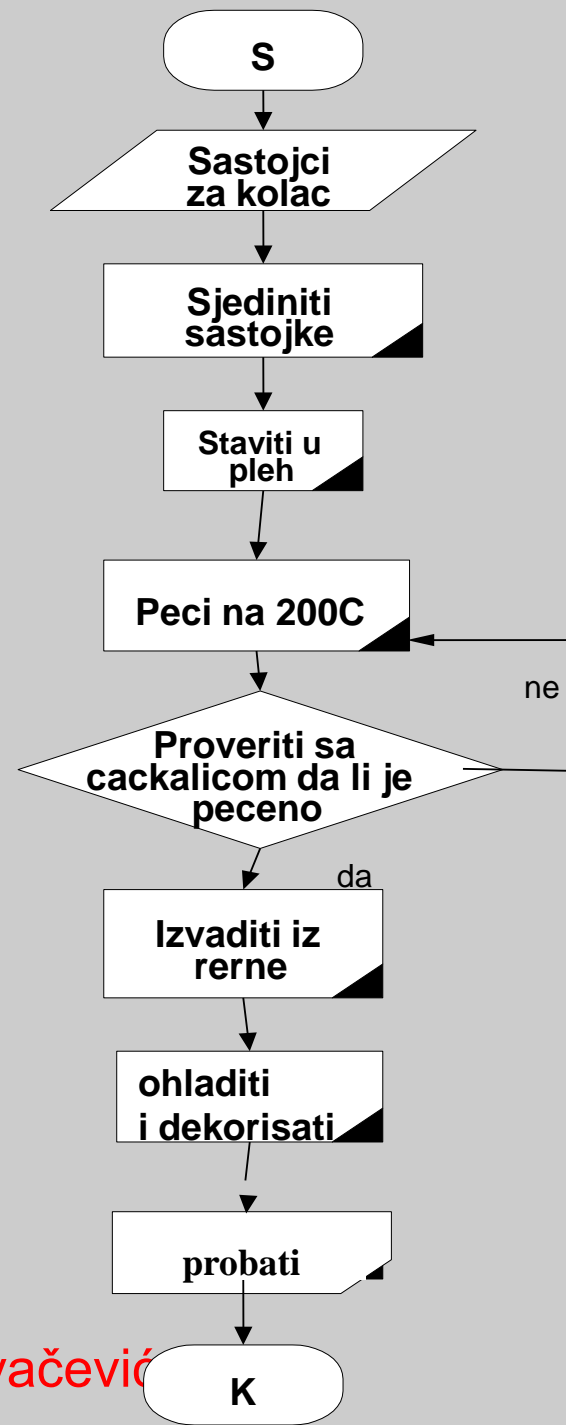 S
Sastojci
za kolac
Sjediniti
sastojke
Staviti u
pleh
Peci na 200C
ne
Proveriti sa
cackalicom da li je
peceno
da
Izvaditi iz
rerne
ohladiti
i dekorisati
probati
vačević
K